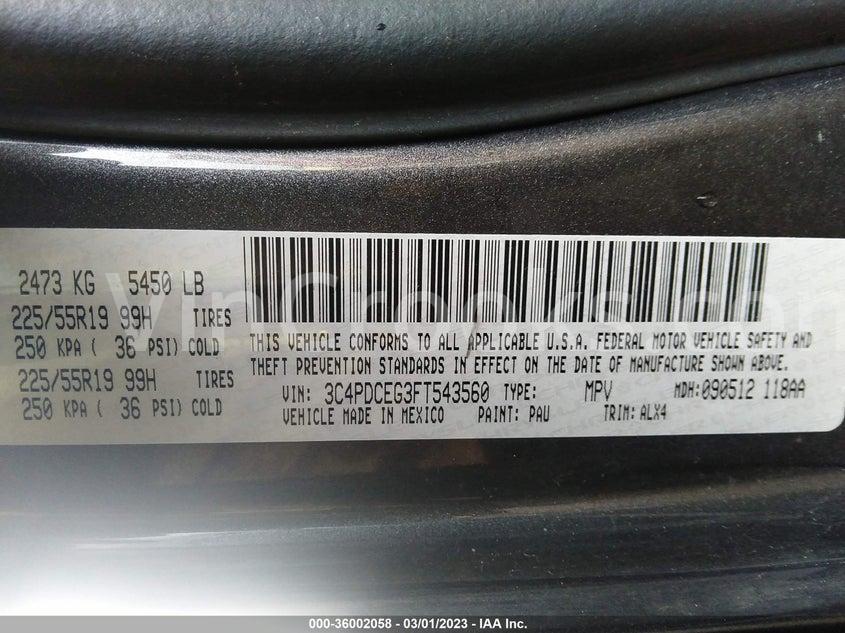 2473 KG 5450 LB
225/55R19 99H TIRES
250 KPA ( 36 PSI) COLD
225/55R19 99H TIRES
250 KPA ( 36 PSI) COLD
THIS VEHICLE CONFORMS TO ALL APPLICABLE U.S.A. FEDERAL MOTOR VEHICLE SAFETY AND
THEFT PREVENTION STANDARDS IN EFFECT ON THE DATE OF MANUFACTURE SHOWN ABOVE.
VIN: 3C4PDCEG3FT543560 TYPE: MPV MDH: 090512 118AA
VEHICLE MADE IN MEXICO PAINT: PAU TRIM: ALX4
VinCrooks.com
000-36002058 - 03/01/2023 - IAA Inc.